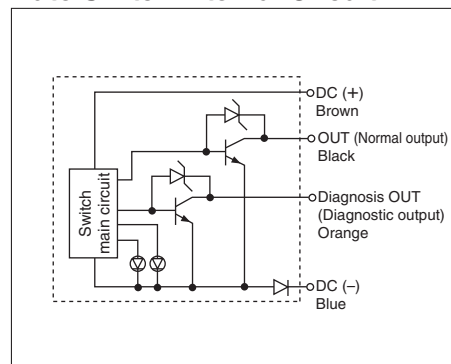 DC (+)
Brown
OUT (Normal output)
Black
Diagnosis OUT
(Diagnostic output)
Orange
DC (–)
Blue
Switch
main circuit